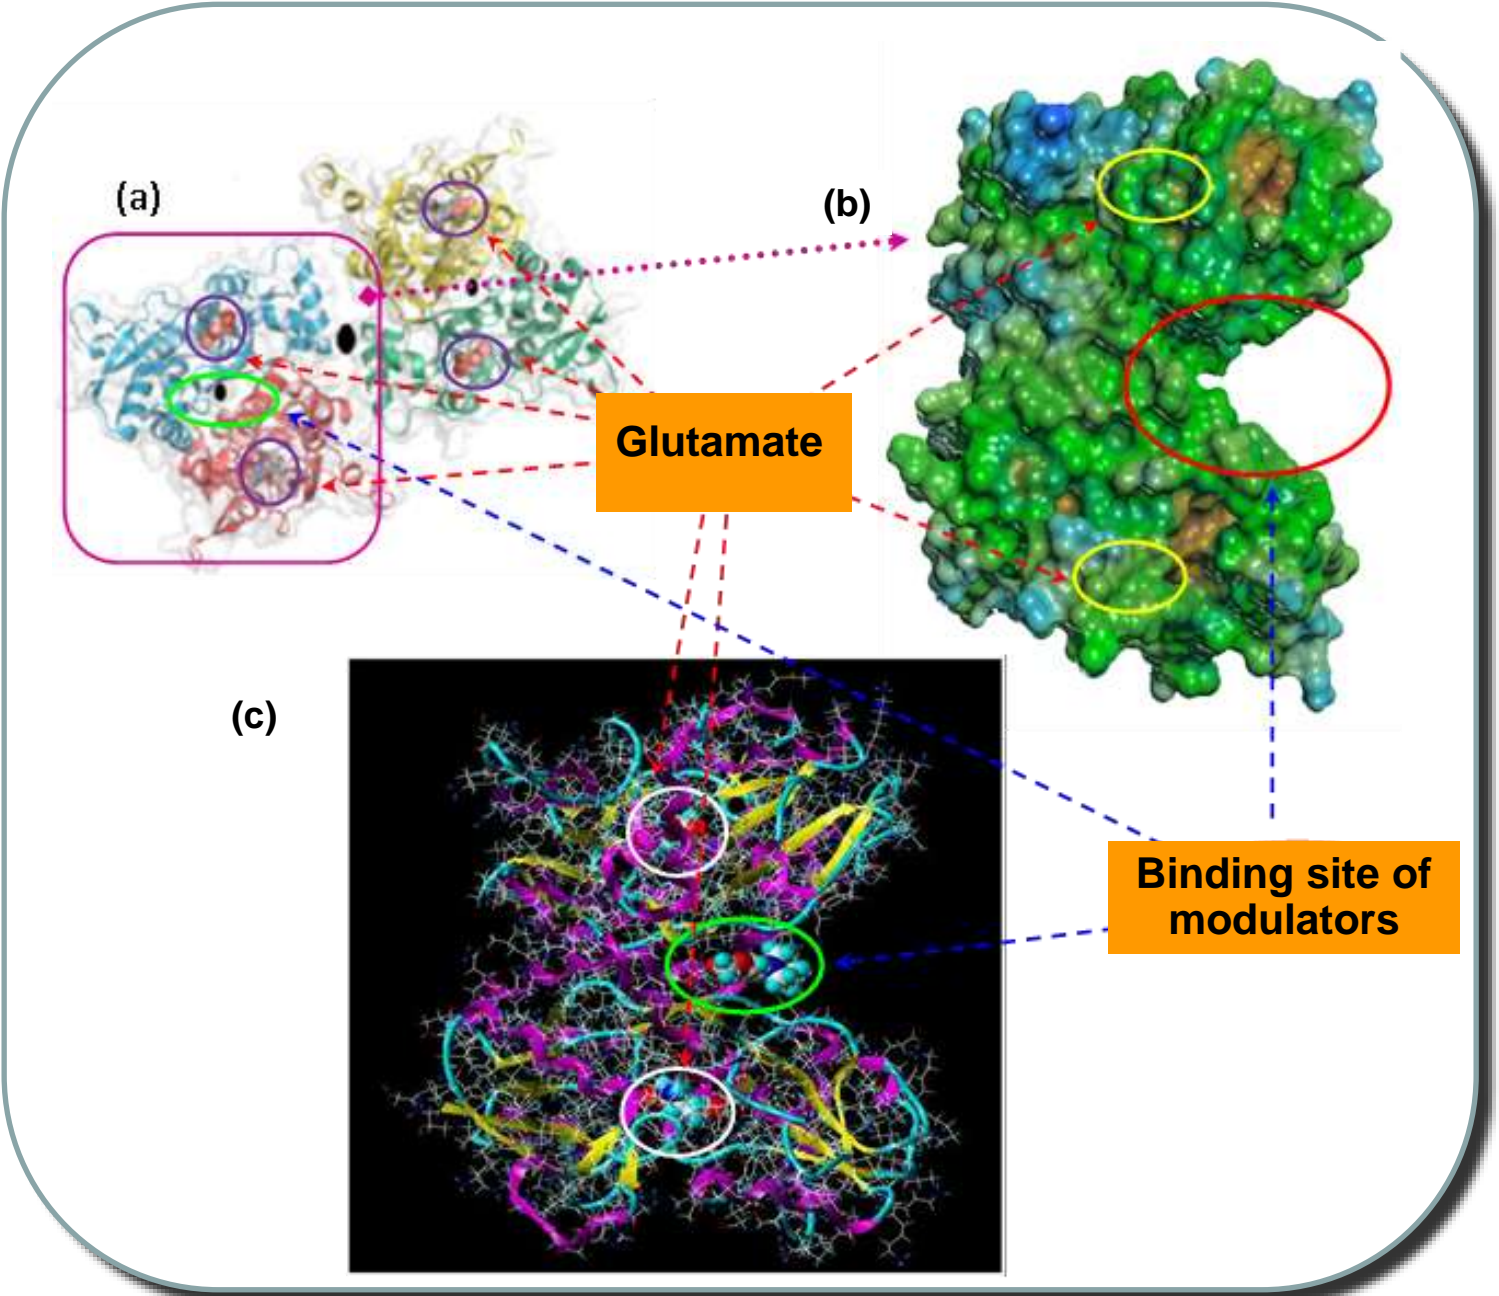 (a)
(b)
Glutamate
(c)
Binding site of
modulators